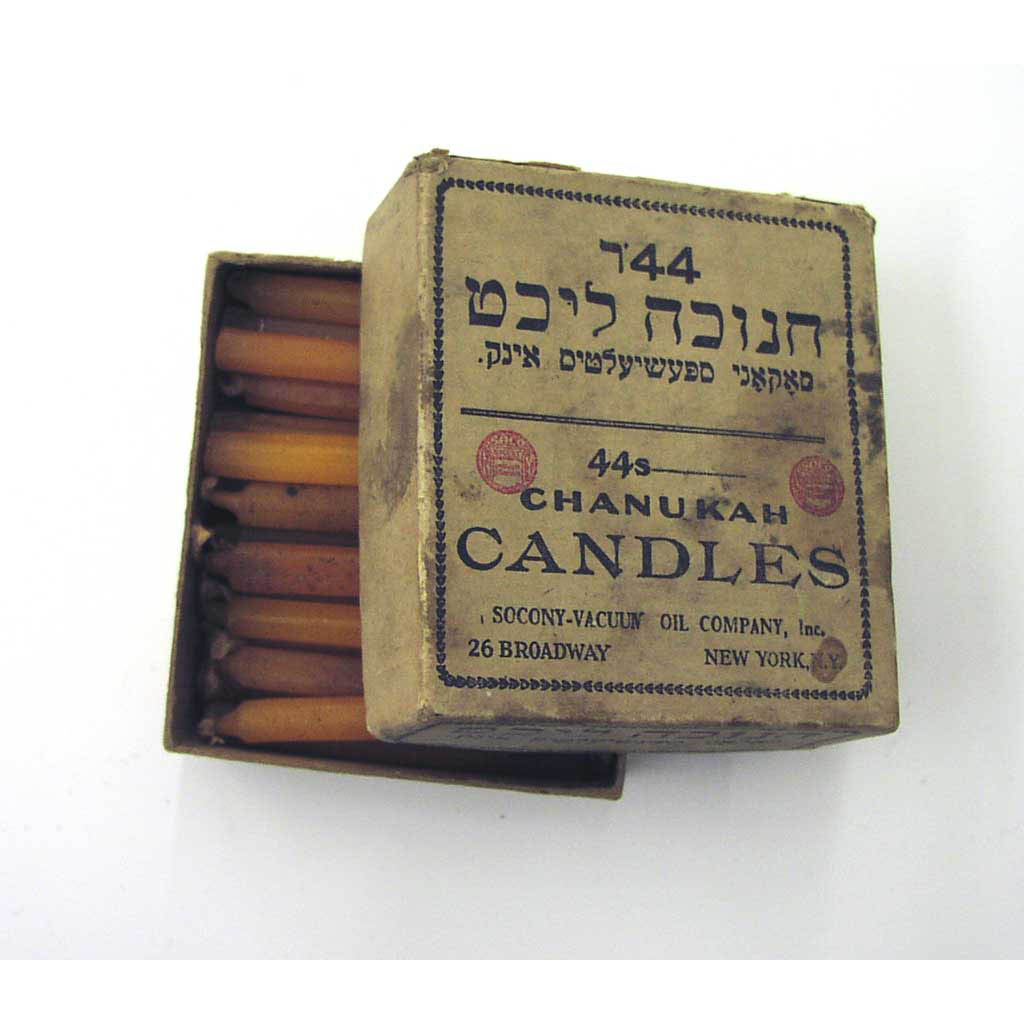 44ר
חנוכה ליכט
סאָקאָני ספּעשיעלטיס אינק.
44s
CHANUKAH
CANDLES
SOCONY-VACUUM OIL COMPANY, Inc.
26 BROADWAY NEW YORK, N.Y.
SOCO